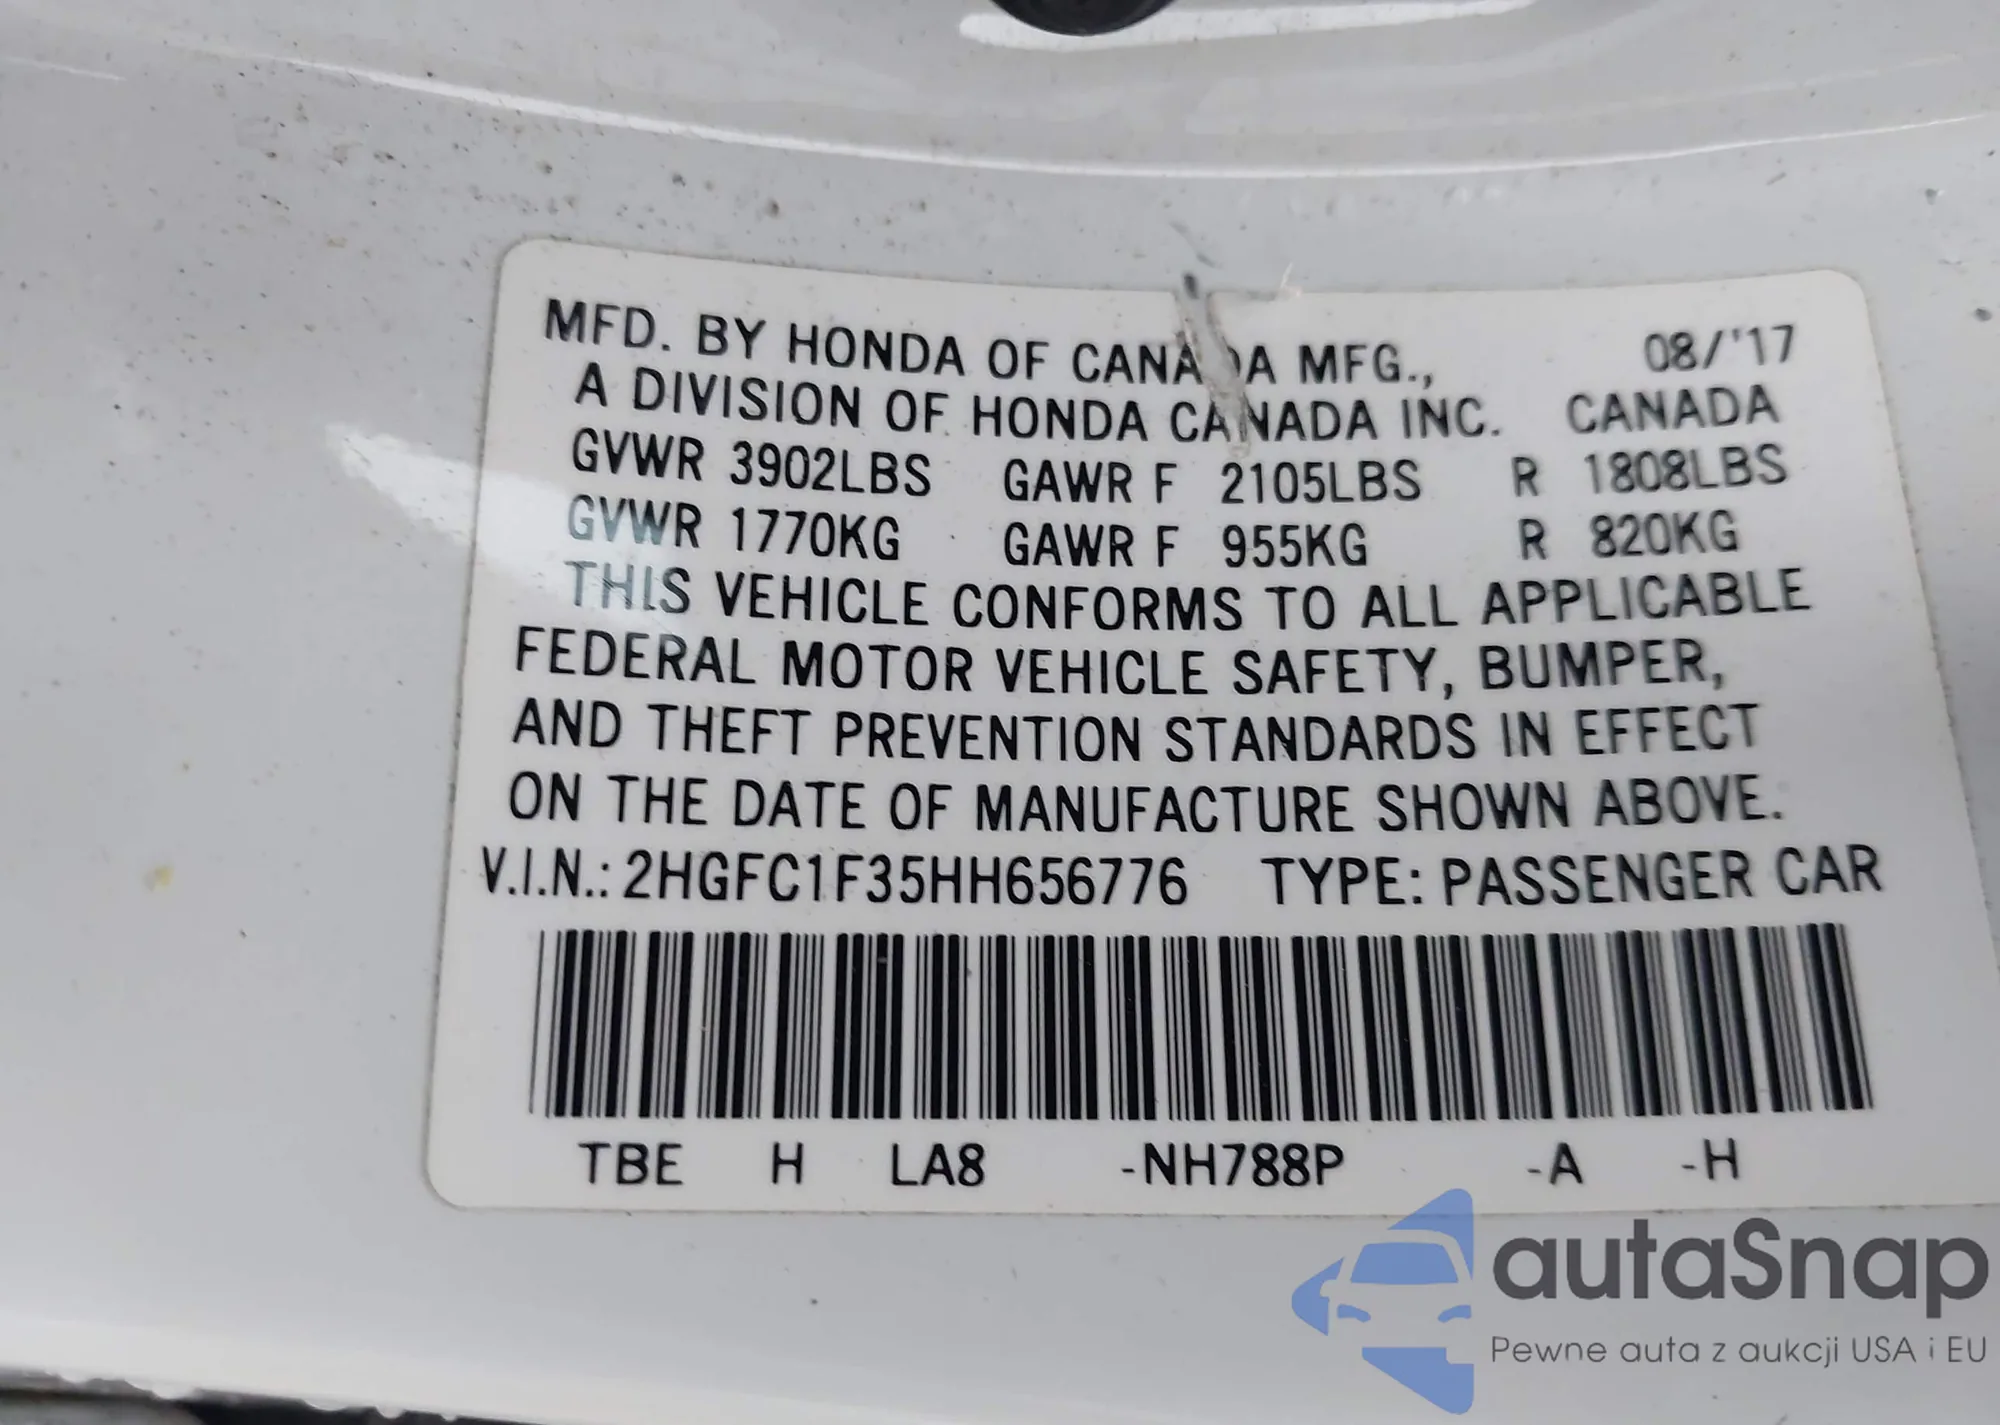 MFD. BY HONDA OF CANADA MFG., 08/'17
A DIVISION OF HONDA CANADA INC. CANADA
GVWR 3902LBS GAWR F 2105LBS R 1808LBS
GVWR 1770KG GAWR F 955KG R 820KG
THIS VEHICLE CONFORMS TO ALL APPLICABLE
FEDERAL MOTOR VEHICLE SAFETY, BUMPER,
AND THEFT PREVENTION STANDARDS IN EFFECT
ON THE DATE OF MANUFACTURE SHOWN ABOVE.
V.I.N.: 2HGFC1F35HH656776 TYPE: PASSENGER CAR
TBE H LA8 -NH788P -A -H
autaSnap
Pewne auta z aukcji USA i EU